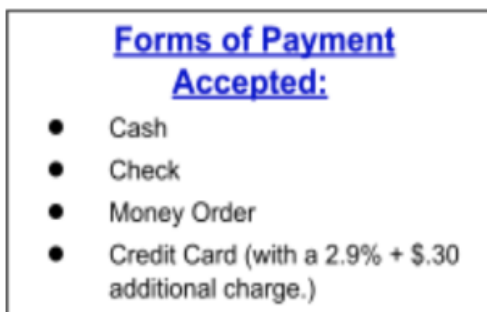 Forms of Payment
Accepted:
● Cash
● Check
● Money Order
● Credit Card (with a 2.9% + $.30
additional charge.)